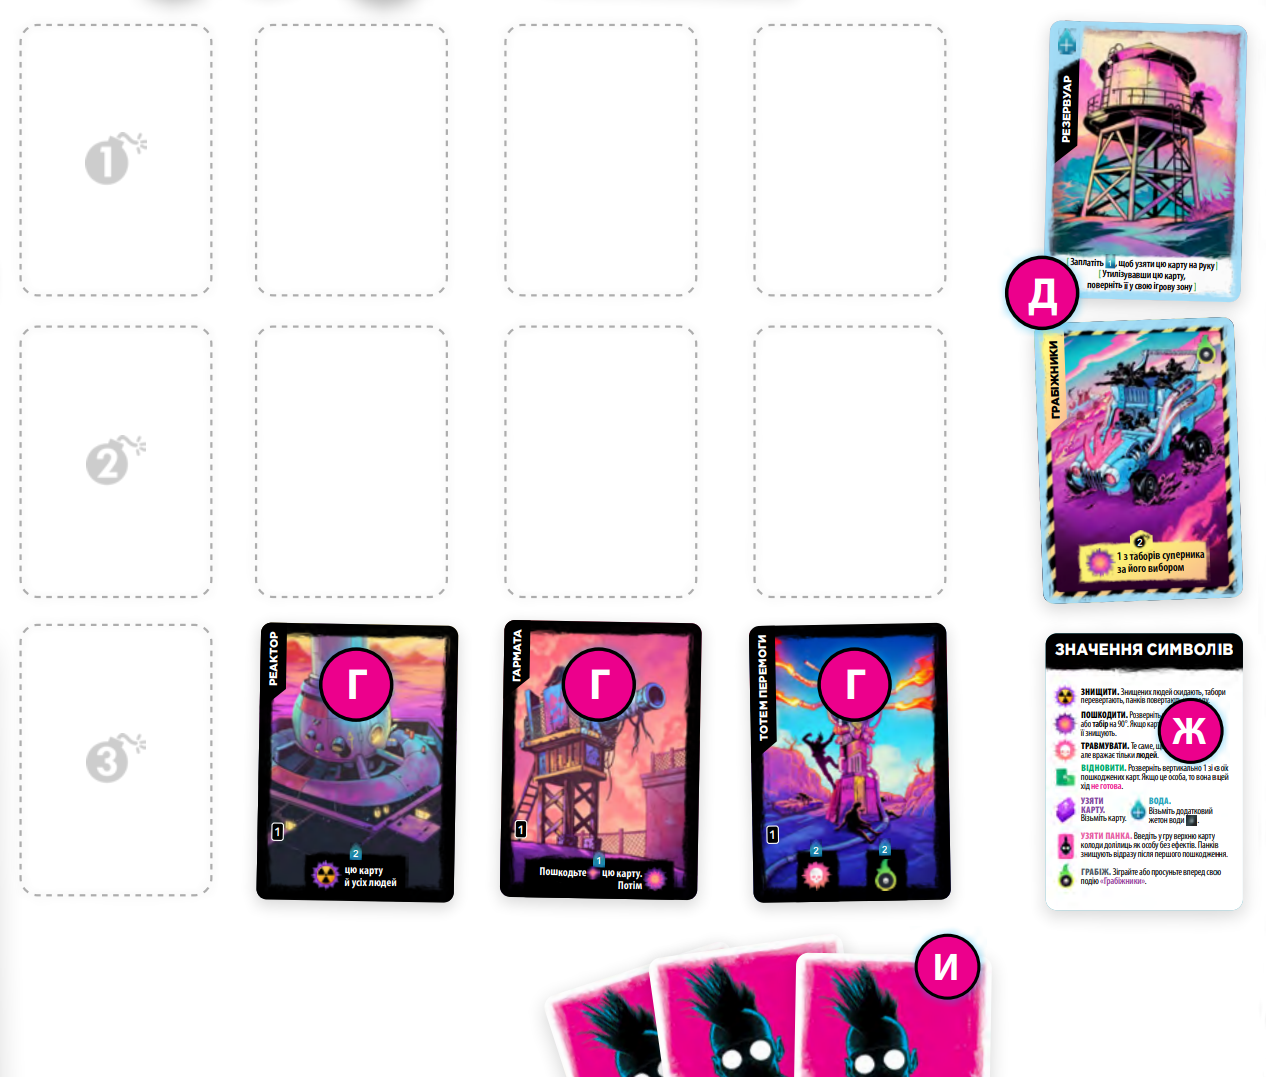 1
РЕЗЕРВУАР
[ Заплатіть 1, щоб узяти цю карту на руку ]
[ Утилізувавши цю карту,
поверніть її у свою ігрову зону ]
Д
2
ГРАБІЖНИКИ
2
1 з таборів суперника
за його вибором
3
РЕАКТОР
Г
1
2
цю карту
й усіх людей
ГАРМАТА
Г
1
1
Пошкодьте цю карту.
Потім
ТОТЕМ ПЕРЕМОГИ
Г
1
2
2
ЗНАЧЕННЯ СИМВОЛІВ
ЗНИЩИТИ. Знищених людей скидають, табори
перевертають, панків повертають
ПОШКОДИТИ. Розверніть
або табір на 90°. Якщо
її знищують.
Ж
ТРАВМУВАТИ. Те саме,
але вражає тільки людей.
ВІДНОВИТИ. Розверніть вертикально 1 зі своїх
пошкоджених карт. Якщо це особа, то вона в цей
хід не готова.
УЗЯТИ
КАРТУ.
Візьміть карту.
ВОДА.
Візьміть додатковий
жетон води
УЗЯТИ ПАНКА. Введіть у гру верхню карту
колоди долілиць як особу без ефектів. Панків
знищують відразу після першого пошкодження.
ГРАБІЖ. Зіграйте або просуньте вперед свою
подію «Грабіжники».
И